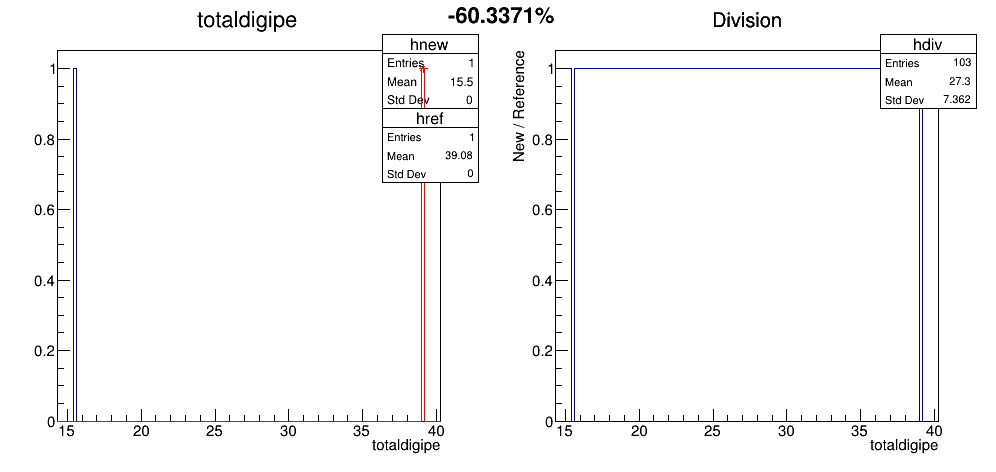 totaldigipe
-60.3371%
Division
hnew
Entries 1
Mean 15.5
Std Dev 0
href
Entries 1
Mean 39.08
Std Dev 0
1
0.8
0.6
0.4
0.2
0
15 20 25 30 35 40
totaldigipe
New / Reference
hdiv
Entries 103
Mean 27.3
Std Dev 7.362
1
0.8
0.6
0.4
0.2
0
15 20 25 30 35 40
totaldigipe